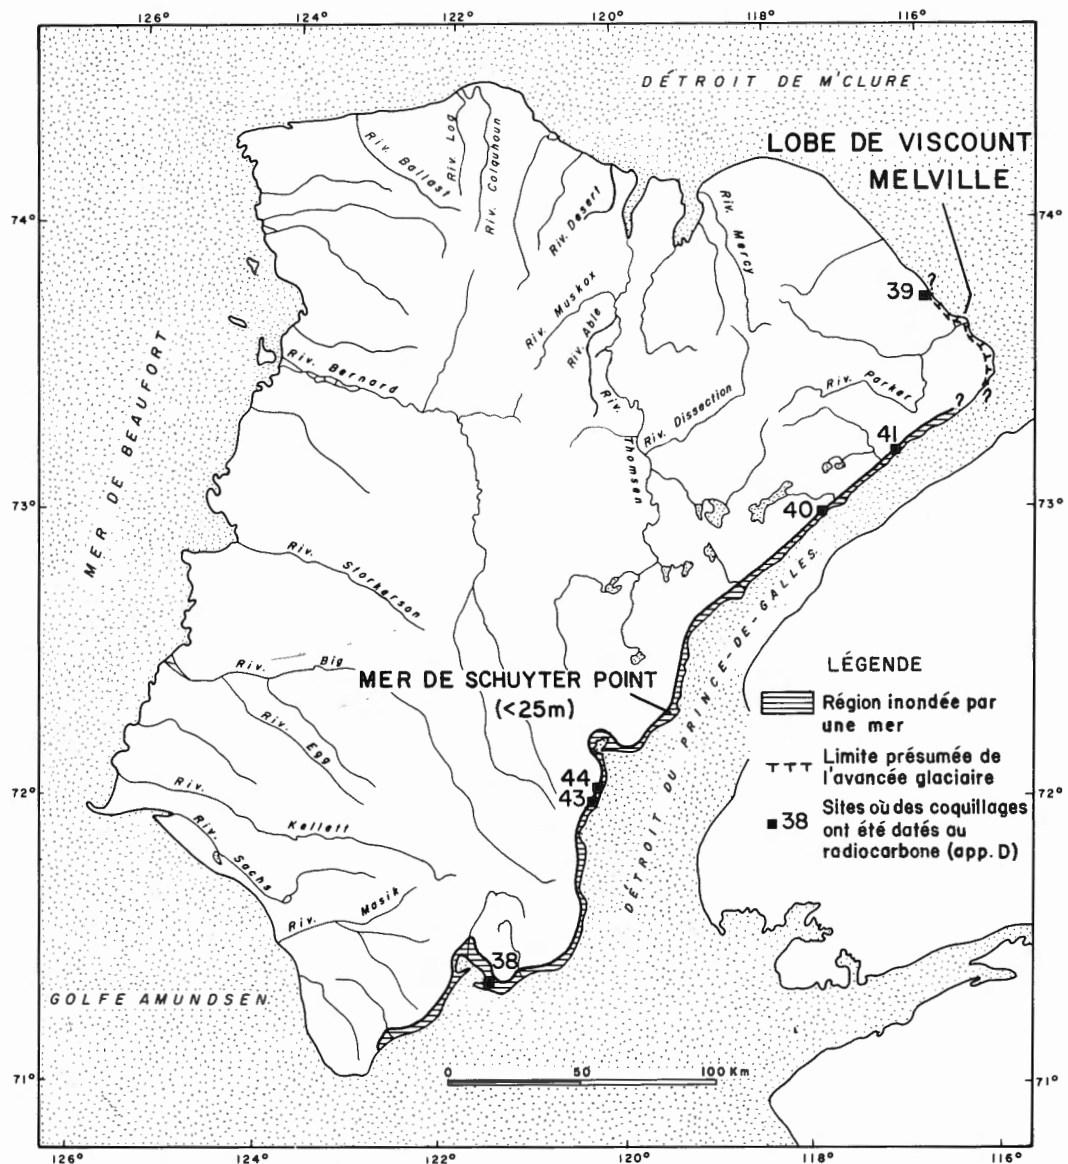 126° 124° 122° 120° 118° 116°
DÉTROIT DE M'CLURE
LOBE DE VISCOUNT
MELVILLE
Riv. Ballast
Riv. Log
Riv. Colquhoun
Riv. Desert
Riv. Mercy
74°
74°
?
39
Riv. Muskox
Riv. Able
MER DE BEAUFORT
Riv. Bernard
Riv. Thomsen
Riv. Dissection
Riv. Parker
?
?
41
40
73°
73°
Riv. Storkerson
DÉTROIT DU PRINCE-DE-GALLES
Riv. Big
MER DE SCHUYTER POINT
(<25m)
Riv. Egg
LÉGENDE
Région inondée par
une mer
Limite présumée de
l'avancée glaciaire
38
Sites où des coquillages
ont été datés au
radiocarbone (app. D)
44
43
72°
72°
Riv. Kellett
Riv. Sachs
Riv. Masik
38
GOLFE AMUNDSEN
71°
71°
0 50 100 Km
126° 124° 122° 120° 118° 116°